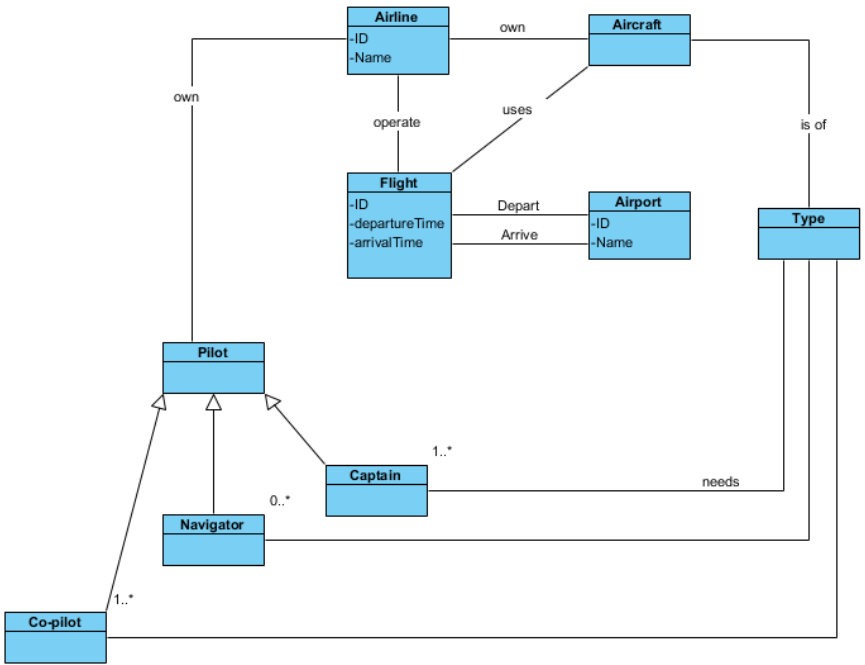 Airline
-ID
-Name
own
Aircraft
own
operate
uses
is of
Flight
-ID
-departureTime
-arrivalTime
Depart
Arrive
Airport
-ID
-Name
Type
Pilot
1..*
Captain
needs
0..*
Navigator
1..*
Co-pilot